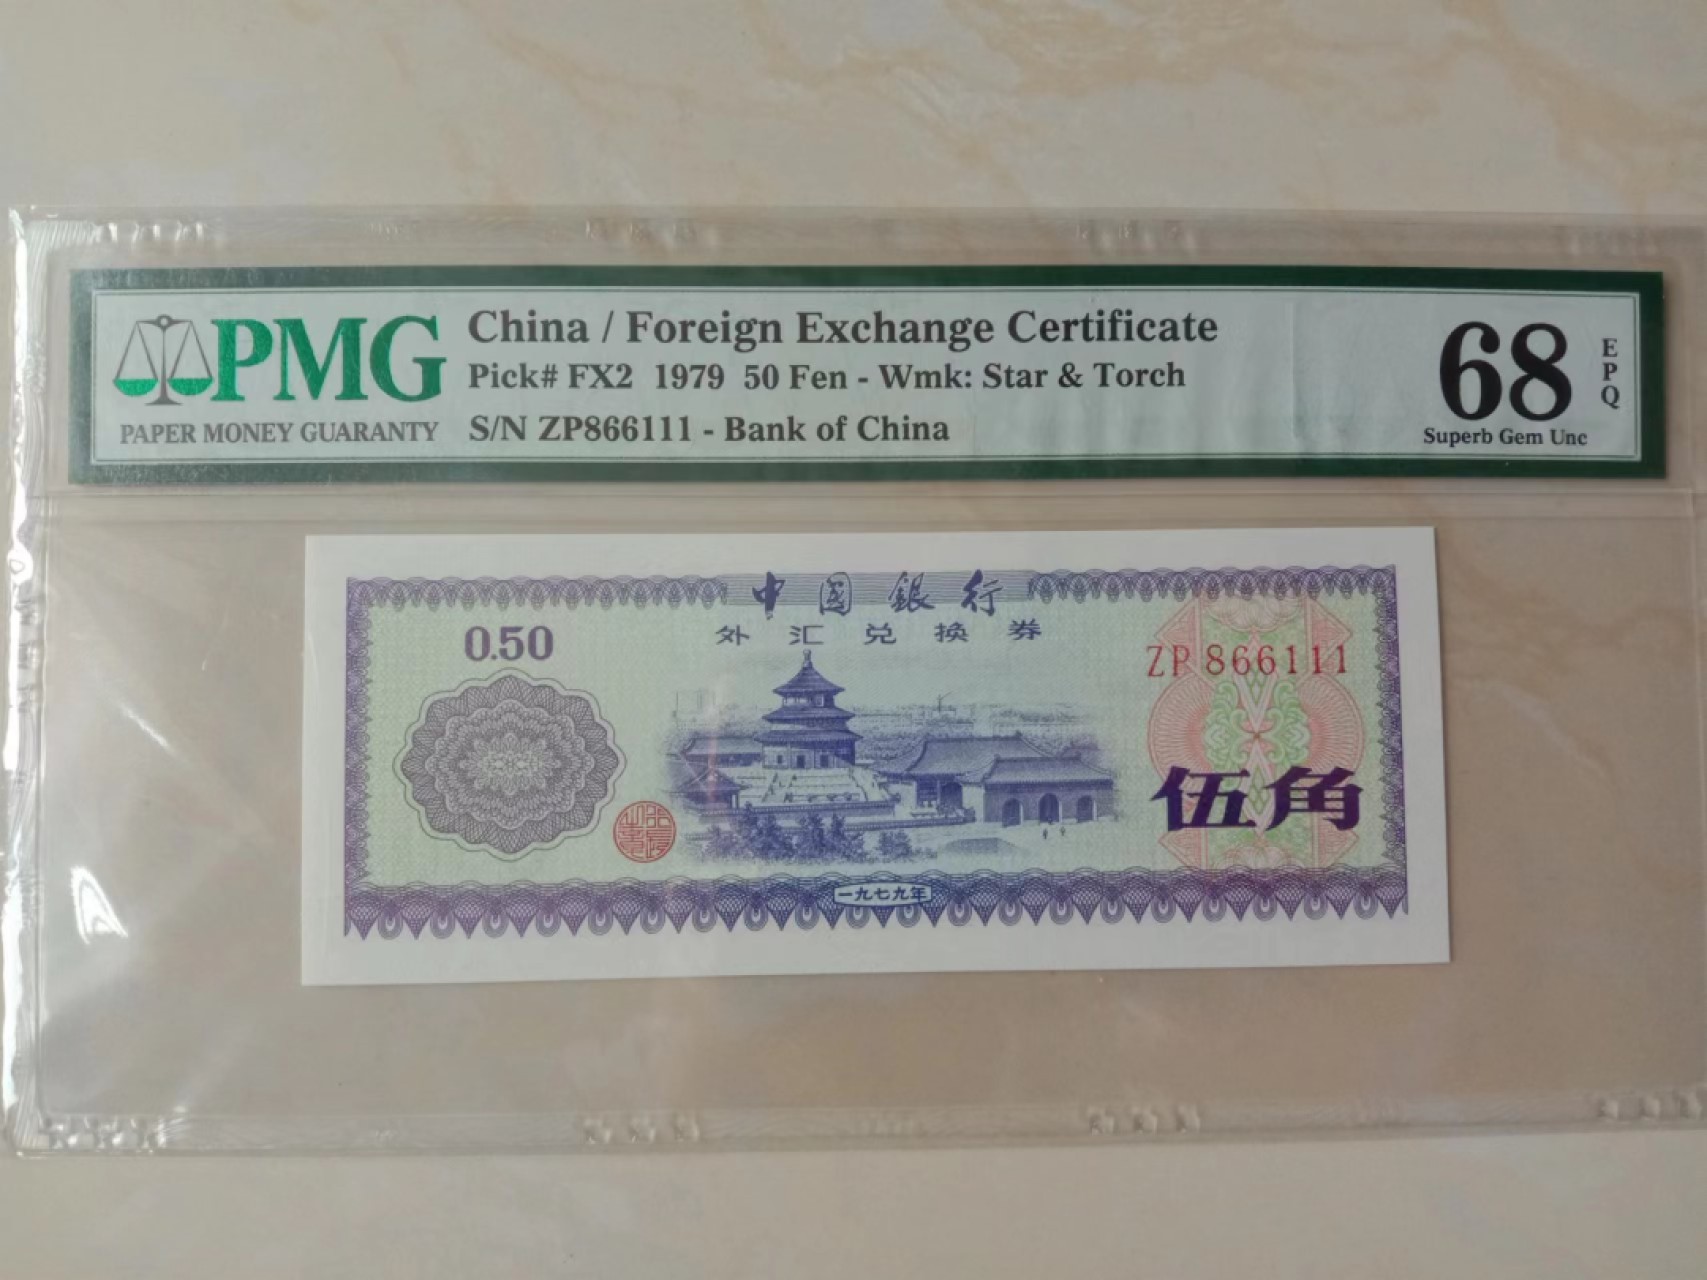 PMG
PAPER MONEY GUARANTY
China / Foreign Exchange Certificate
Pick# FX2 1979 50 Fen - Wmk: Star & Torch
S/N ZP866111 - Bank of China
68
EPQ
Superb Gem Unc
中国銀行
外汇兑换券
0.50
ZP 866111
伍角
一九七九年